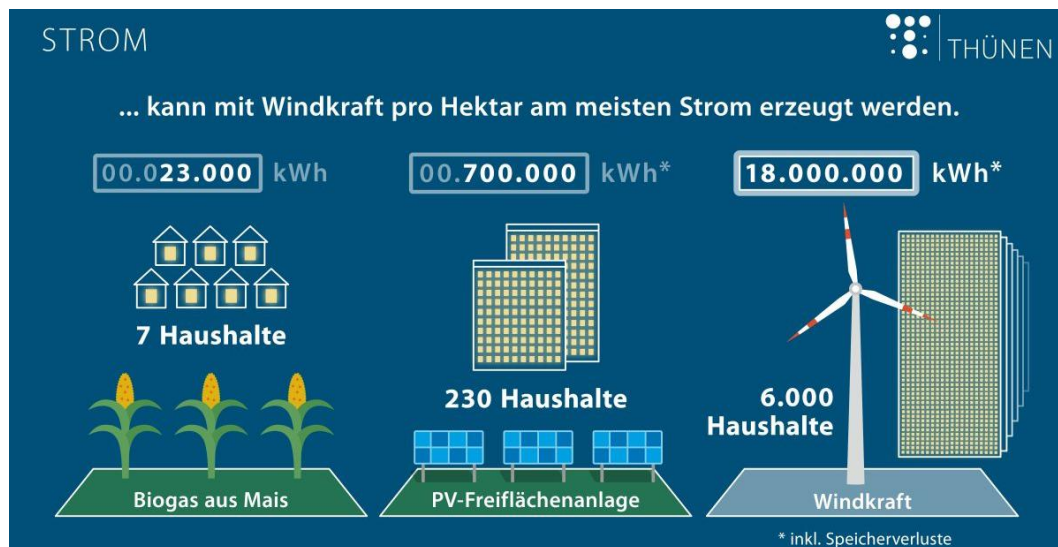 STROM
THÜNEN
... kann mit Windkraft pro Hektar am meisten Strom erzeugt werden.
00.023.000 kWh
00.700.000 kWh*
18.000.000 kWh*
7 Haushalte
230 Haushalte
6.000
Haushalte
Biogas aus Mais
PV-Freiflächenanlage
Windkraft
* inkl. Speicherverluste